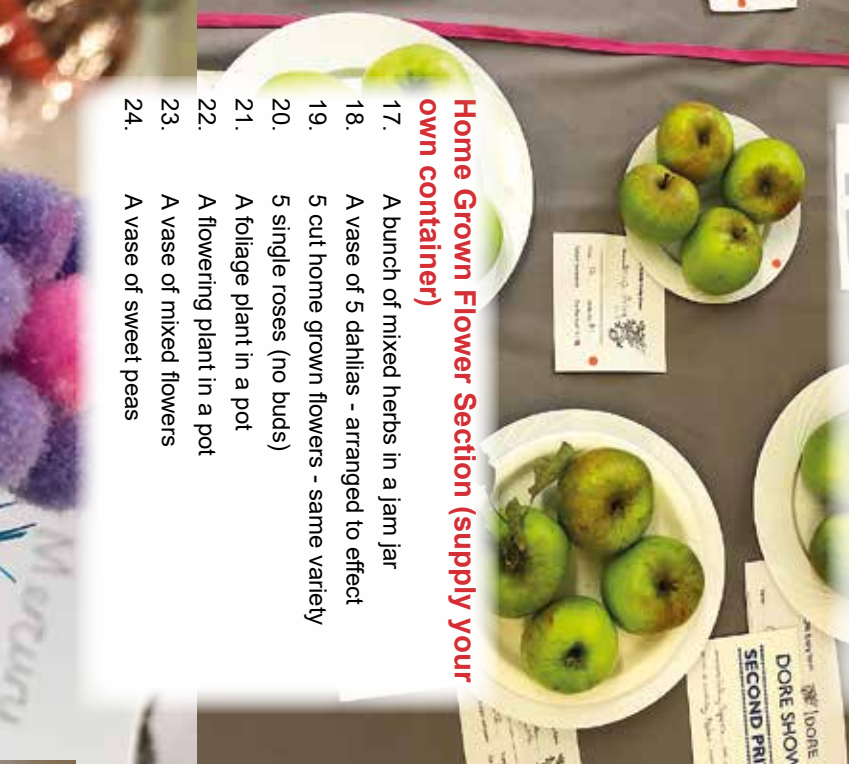 Home Grown Flower Section (supply your
own container)
17. A bunch of mixed herbs in a jam jar
18. A vase of 5 dahlias - arranged to effect
19. 5 cut home grown flowers - same variety
20. 5 single roses (no buds)
21. A foliage plant in a pot
22. A flowering plant in a pot
23. A vase of mixed flowers
24. A vase of sweet peas
DORE
DORE SHOW
SECOND PRI
Mercury